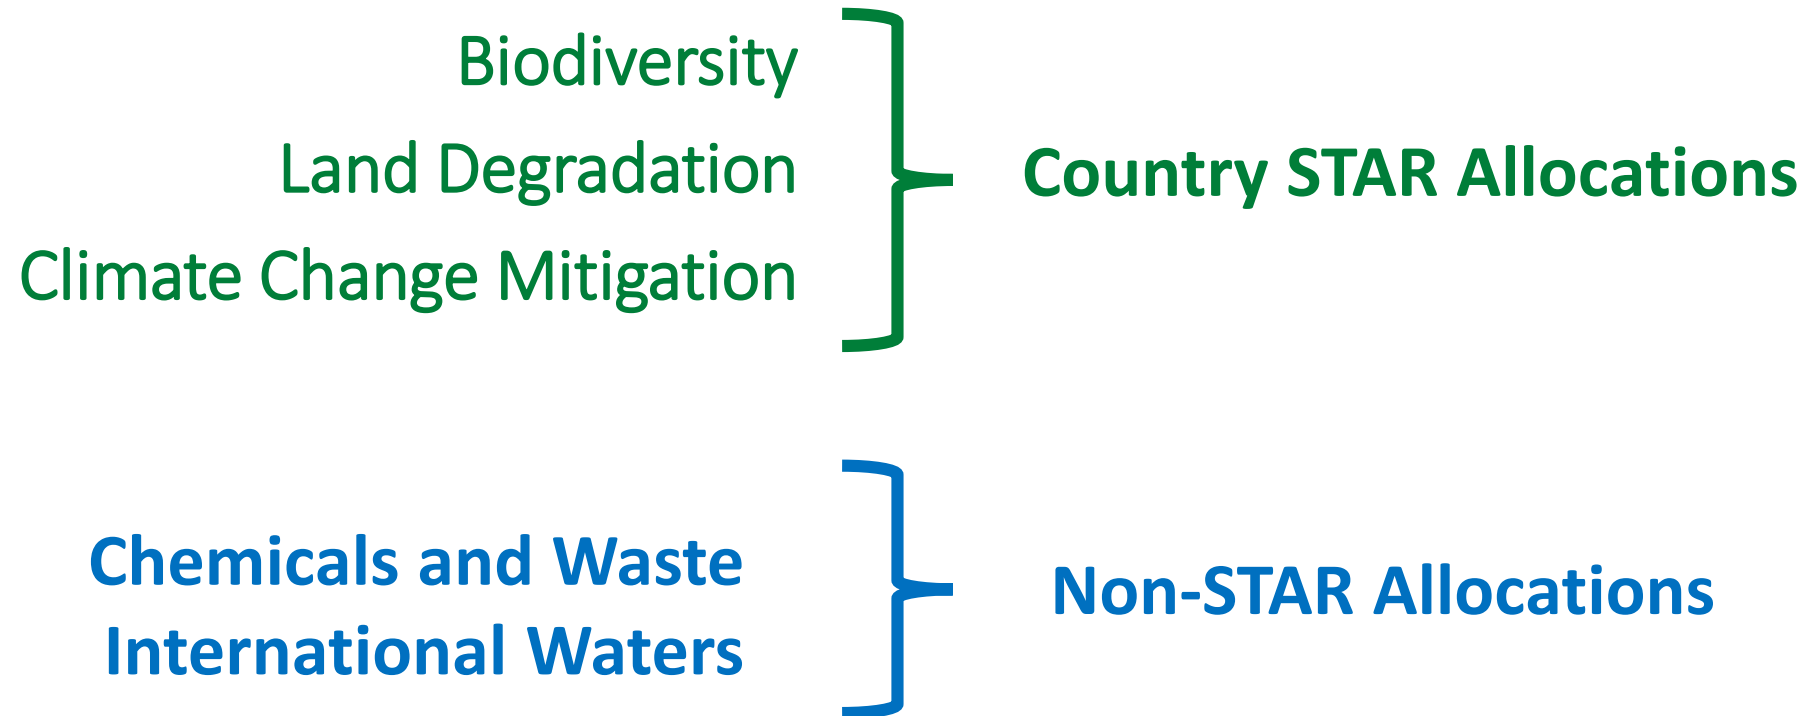 Biodiversity
Land Degradation
Climate Change Mitigation
Country STAR Allocations
Chemicals and Waste
International Waters
Non-STAR Allocations